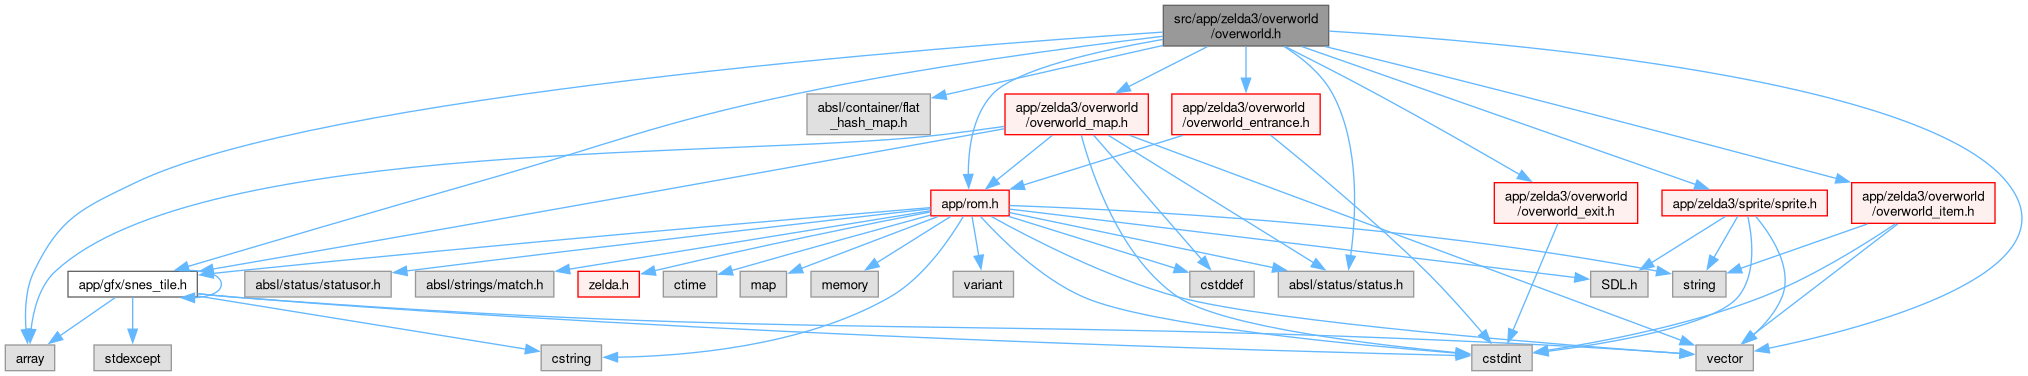 src/app/zelda3/overworld
/overworld.h
absl/container/flat
_hash_map.h
app/zelda3/overworld
/overworld_map.h
app/zelda3/overworld
/overworld_entrance.h
app/rom.h
app/zelda3/overworld
/overworld_exit.h
app/zelda3/sprite/sprite.h
app/zelda3/overworld
/overworld_item.h
app/gfx/snes_tile.h
absl/status/statusor.h
absl/strings/match.h
zelda.h
ctime
map
memory
variant
cstddef
absl/status/status.h
SDL.h
string
array
stdexcept
cstring
cstdint
vector